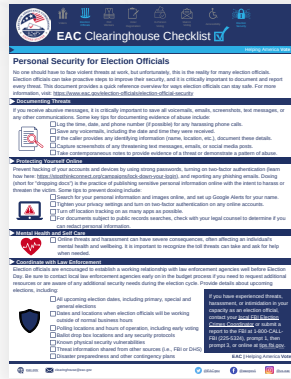 EAC Clearinghouse Checklist
Helping America Vote
Personal Security for Election Officials
No one should have to face violent threats at work, but unfortunately, this is the reality for many election officials.
Election officials can take proactive steps to improve their security, and it is critically important to document and report
every threat. This document provides a quick reference overview for ways election officials can stay safe. For more
information, visit: https://www.eac.gov/election-officials/election-official-security
Documenting Threats
If you receive abusive messages, it is critically important to save all voicemails, emails, screenshots, text messages, or
any other communications. Some key tips for documenting evidence of abuse include:
Log the time, date, and phone number (if possible) for any harassing phone calls.
Save any voicemails, including the date and time they were received.
If the caller provides any identifying information (name, location, etc.), document these details.
Capture screenshots of any threatening text messages, emails, or social media posts.
Take contemporaneous notes to provide evidence of a threat or demonstrate a pattern of abuse.
Protecting Yourself Online
Prevent hacking of your accounts and devices by using strong passwords, turning on two-factor authentication (learn
how here: https://stopthinkconnect.org/campaigns/lock-down-your-login), and reporting any phishing emails. Doxing
(short for "dropping docs") is the practice of publishing sensitive personal information online with the intent to harass or
threaten the victim. Some tips to prevent doxing include:
Search for your personal information and images online, and set up Google Alerts for your name.
Tighten your privacy settings and turn on two-factor authentication on any online accounts.
Turn off location tracking on as many apps as possible.
For documents subject to public records searches, check with your legal counsel to determine if you
can redact personal information.
Mental Health and Self Care
Online threats and harassment can have severe consequences, often affecting an individual's
mental health and wellbeing. It is important to recognize the toll threats can take and ask for help
when needed.
Coordinate with Law Enforcement
Election officials are encouraged to establish a working relationship with law enforcement agencies well before Election
Day. Be sure to contact local law enforcement agencies early on in the budget process if you need to request additional
resources or are aware of any additional security needs during the election cycle. Provide details about upcoming
elections, including:
All upcoming election dates, including primary, special and
general elections
Dates and locations when election officials will be working
outside of normal business hours
Polling locations and hours of operation, including early voting
Ballot drop box locations and any security protocols
Known physical security vulnerabilities
Threat information shared from other sources (i.e., FBI or DHS)
Disaster preparedness and other contingency plans
If you have experienced threats,
harassment, or intimidation in your
capacity as an election official,
contact your local FBI Election
Crimes Coordinator or submit a
report to the FBI at 1-800-CALL-
FBI (225-5324), prompt 1, then
prompt 3, or online at tips.fbi.gov.
EAC | Helping America Vote